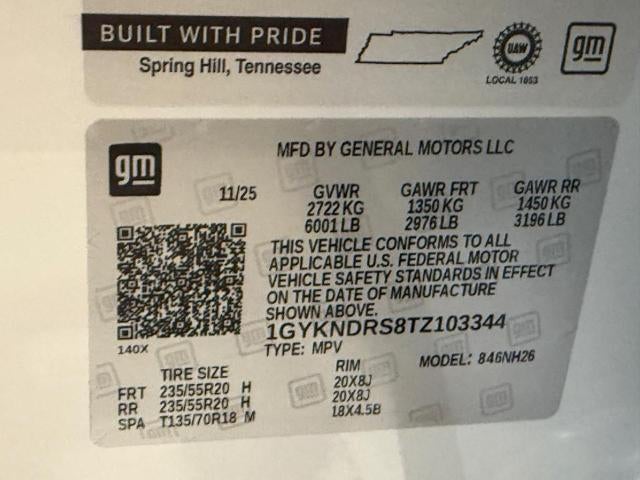 BUILT WITH PRIDE
Spring Hill, Tennessee
UAW
LOCAL 1853
gm
gm
MFD BY GENERAL MOTORS LLC
11/25 GVWR GAWR FRT GAWR RR
2722 KG 1350 KG 1450 KG
6001 LB 2976 LB 3196 LB
THIS VEHICLE CONFORMS TO ALL
APPLICABLE U.S. FEDERAL MOTOR
VEHICLE SAFETY STANDARDS IN EFFECT
ON THE DATE OF MANUFACTURE
SHOWN ABOVE.
1GYKNDRS8TZ103344
140X TYPE: MPV MODEL: 846NH26
TIRE SIZE RIM
FRT 235/55R20 H 20X8J
RR 235/55R20 H 20X8J
SPA T135/70R18 M 18X4.5B